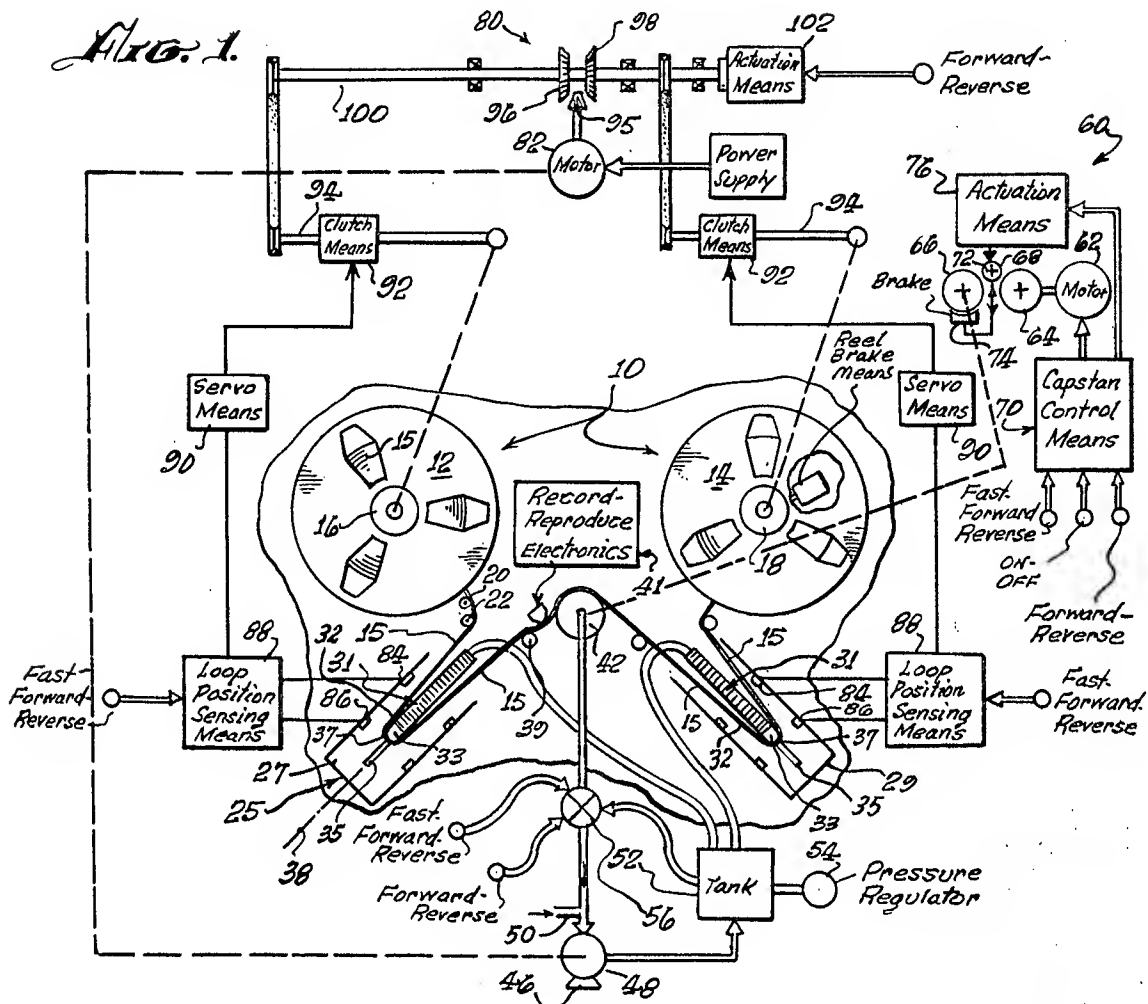 FIG. 1.
80
98
102
Actuation
Means
Forward-
Reverse
96
100
95
82
Motor
Power
Supply
60
76
Actuation
Means
94
Clutch
Means
92
94
Clutch
Means
92
66
72
68
62
Brake
Motor
64
74
Reel
Brake
Means
10
Servo
Means
90
Servo
Means
90
70
Capstan
Control
Means
15
12
16
14
18
Record-
Reproduce
Electronics
41
Fast-
Forward
Reverse
ON-
OFF
Forward-
Reverse
20
22
15
32
31
84
86
41
42
39
15
37
33
27
25
35
38
15
31
84
86
15
32
37
29
35
33
88
Loop
Position
Sensing
Means
Fast-
Forward-
Reverse
88
Loop
Position
Sensing
Means
Fast-
Forward-
Reverse
Fast-
Forward-
Reverse
Forward-
Reverse
52
56
Tank
54
Pressure
Regulator
50
46
48